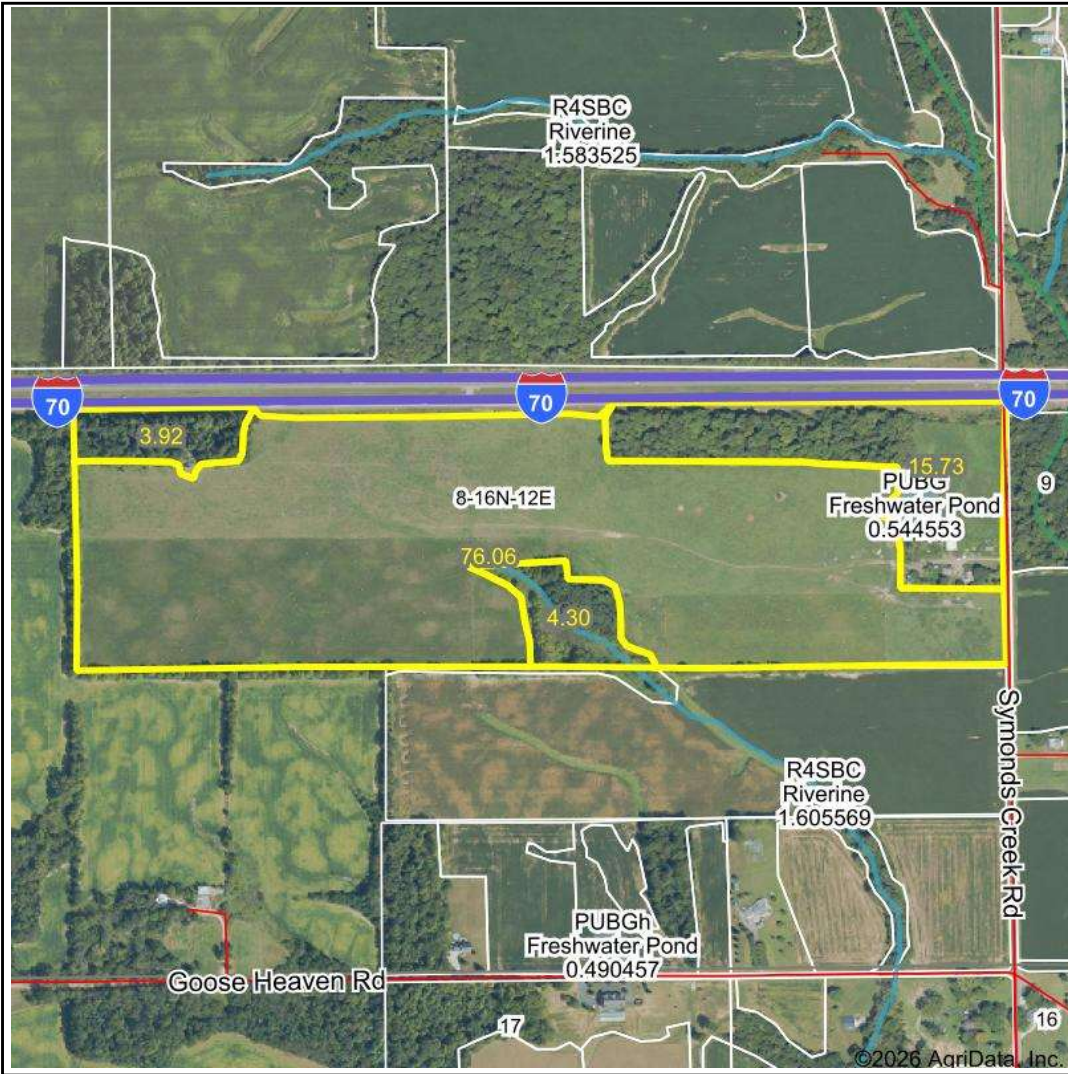 R4SBC
Riverine
1.583525
70
70
70
3.92
15.73
PUBG
Freshwater Pond
0.544553
9
8-16N-12E
76.06
4.30
Symonds Creek Rd
R4SBC
Riverine
1.605569
PUBGh
Freshwater Pond
0.490457
Goose Heaven Rd
17
16
©2026 AgriData, Inc.